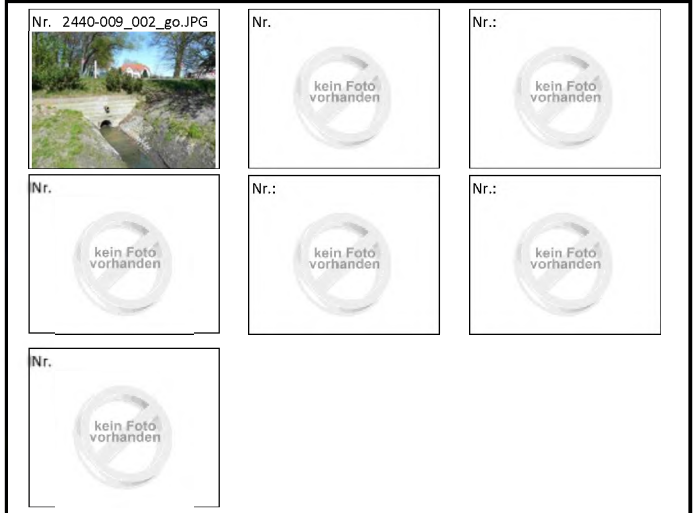 Nr. 2440-009_002_go.JPG
Nr.
kein Foto
vorhanden
Nr.:
kein Foto
vorhanden
Nr.
kein Foto
vorhanden
Nr.:
kein Foto
vorhanden
Nr.:
kein Foto
vorhanden
Nr.
kein Foto
vorhanden